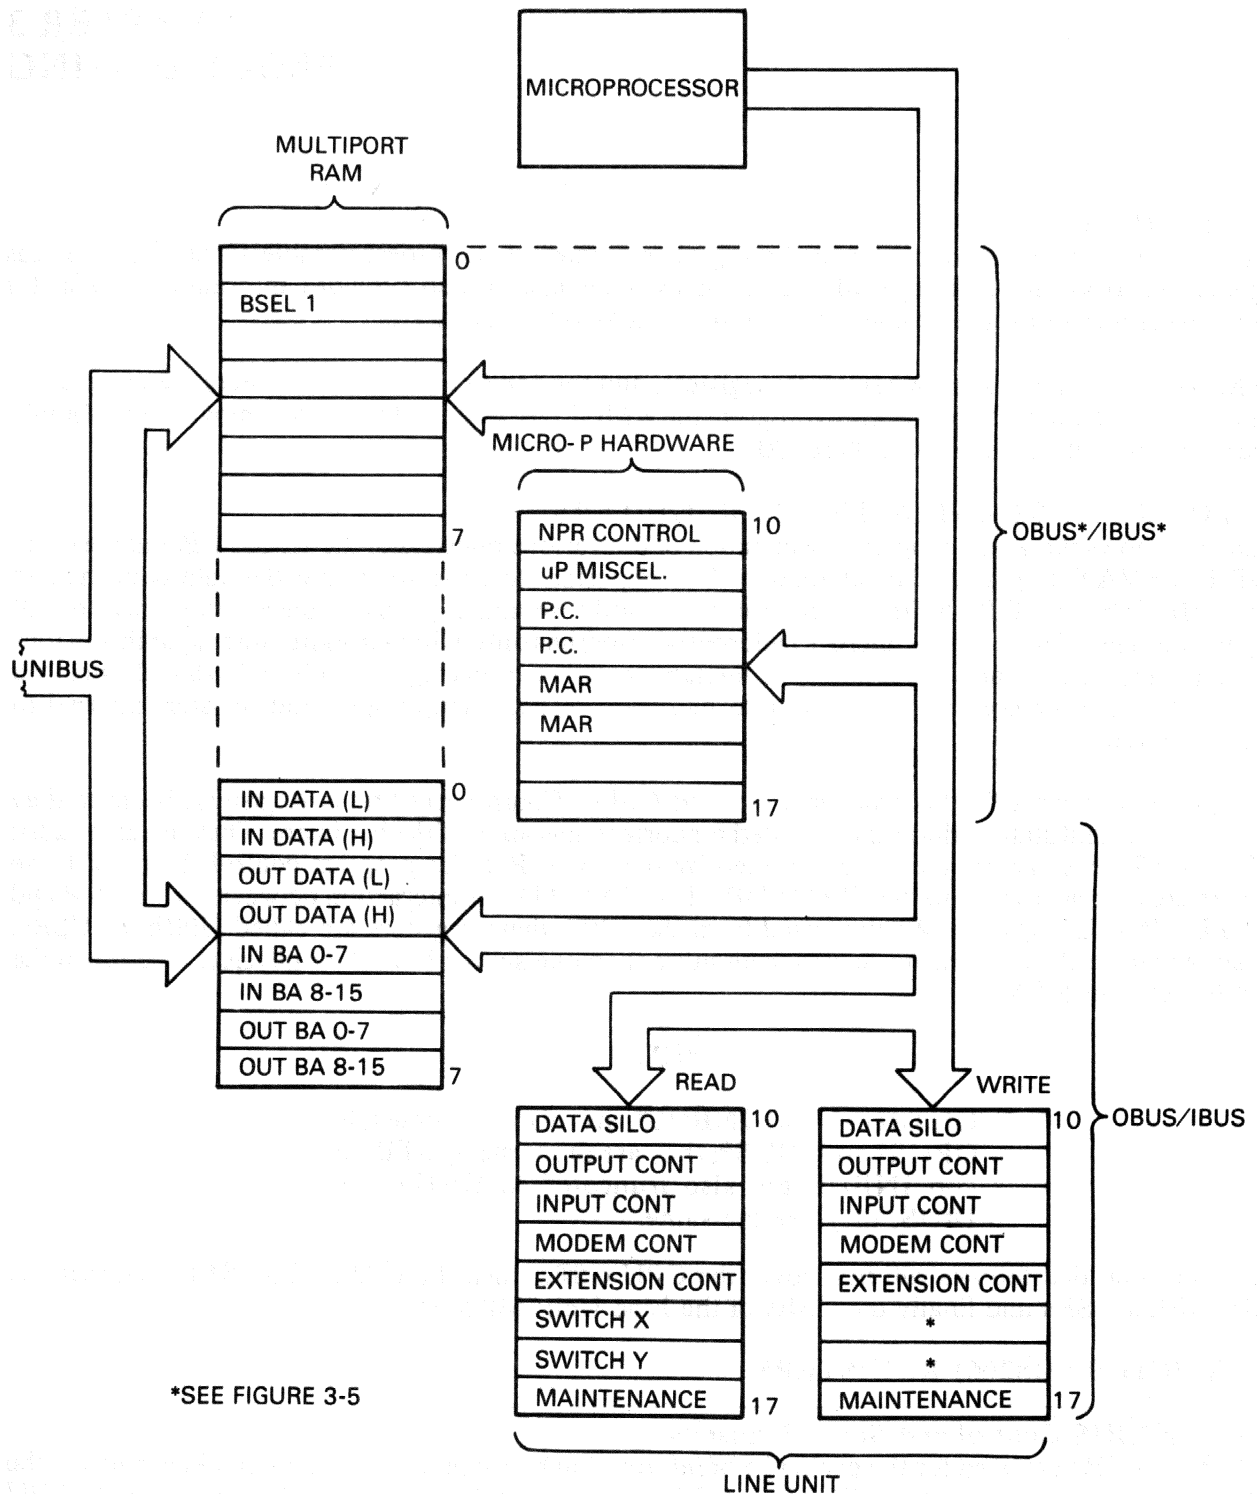 MICROPROCESSOR
MULTIPORT
RAM
0
BSEL 1
7
MICRO-P HARDWARE
10
NPR CONTROL
uP MISCEL.
P.C.
P.C.
MAR
MAR
17
OBUS*/IBUS*
UNIBUS
0
IN DATA (L)
IN DATA (H)
OUT DATA (L)
OUT DATA (H)
IN BA 0-7
IN BA 8-15
OUT BA 0-7
OUT BA 8-15
7
READ
WRITE
10
DATA SILO
OUTPUT CONT
INPUT CONT
MODEM CONT
EXTENSION CONT
SWITCH X
SWITCH Y
MAINTENANCE
17
10
DATA SILO
OUTPUT CONT
INPUT CONT
MODEM CONT
EXTENSION CONT
*
*
MAINTENANCE
17
OBUS/IBUS
*SEE FIGURE 3-5
LINE UNIT